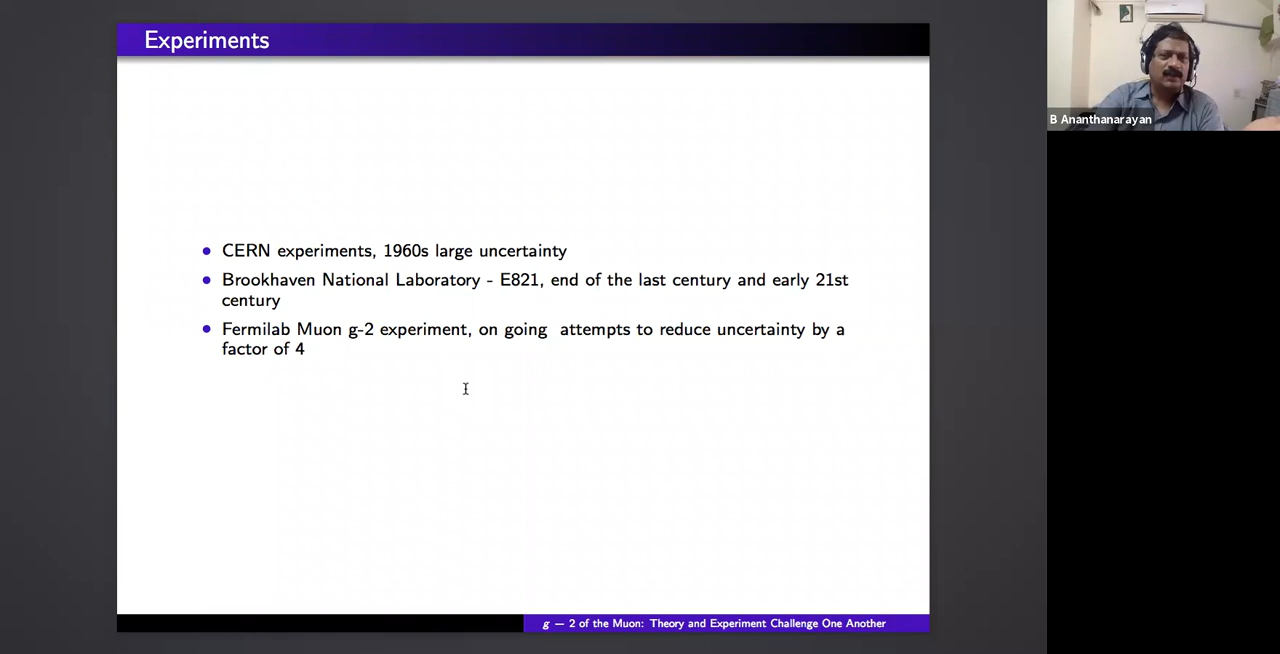 Experiments
B Ananthanarayan
• CERN experiments, 1960s large uncertainty
• Brookhaven National Laboratory - E821, end of the last century and early 21st
century
• Fermilab Muon g-2 experiment, on going attempts to reduce uncertainty by a
factor of 4
g — 2 of the Muon: Theory and Experiment Challenge One Another